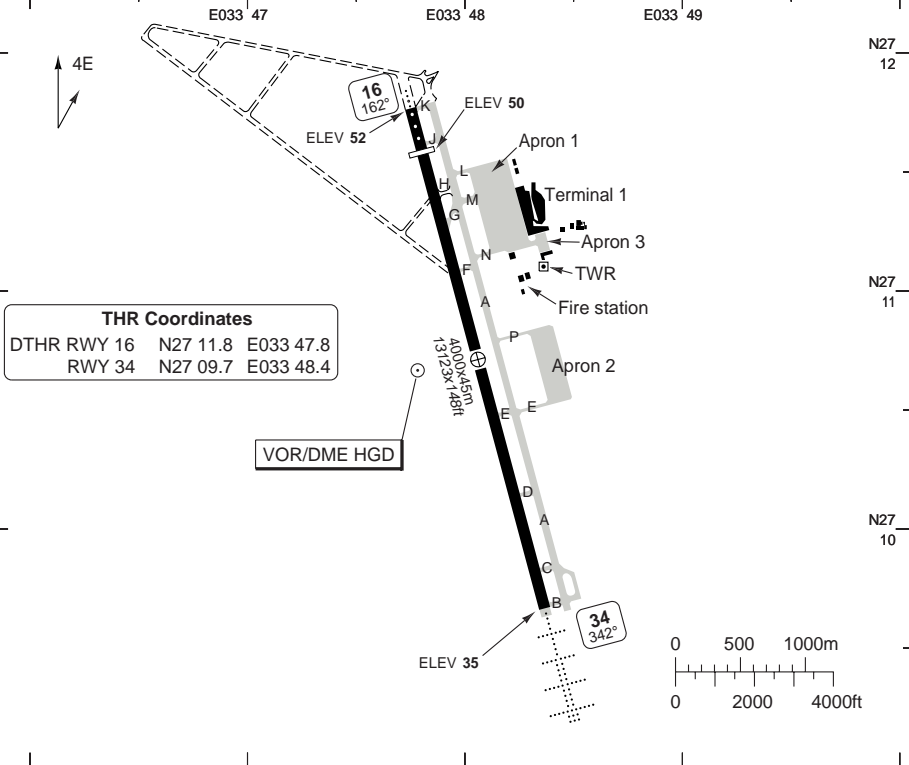 E033 47
E033 48
E033 49
N27
12
4E
16
162°
K
ELEV 50
ELEV 52
J
Apron 1
L
H
M
Terminal 1
G
Apron 3
N
F
TWR
N27
11
A
Fire station
THR Coordinates
DTHR RWY 16 N27 11.8 E033 47.8
RWY 34 N27 09.7 E033 48.4
P
4000x45m
13123x148ft
Apron 2
E
E
VOR/DME HGD
D
A
N27
10
C
B
34
342°
ELEV 35
0 500 1000m
0 2000 4000ft